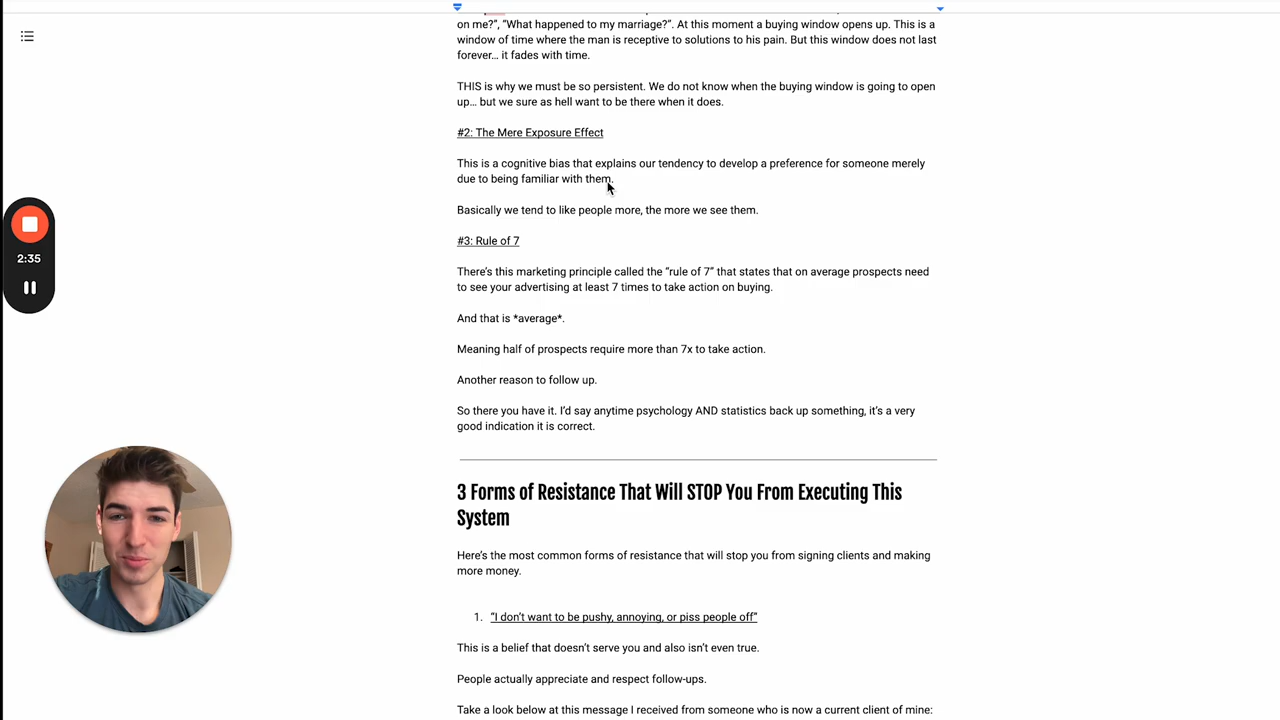 on me?”, “What happened to my marriage?”. At this moment a buying window opens up. This is a
window of time where the man is receptive to solutions to his pain. But this window does not last
forever… it fades with time.
THIS is why we must be so persistent. We do not know when the buying window is going to open
up… but we sure as hell want to be there when it does.
#2: The Mere Exposure Effect
This is a cognitive bias that explains our tendency to develop a preference for someone merely
due to being familiar with them.
Basically we tend to like people more, the more we see them.
#3: Rule of 7
There’s this marketing principle called the “rule of 7” that states that on average prospects need
to see your advertising at least 7 times to take action on buying.
And that is *average*.
Meaning half of prospects require more than 7x to take action.
Another reason to follow up.
So there you have it. I’d say anytime psychology AND statistics back up something, it’s a very
good indication it is correct.
3 Forms of Resistance That Will STOP You From Executing This
System
Here’s the most common forms of resistance that will stop you from signing clients and making
more money.
1. “I don’t want to be pushy, annoying, or piss people off”
This is a belief that doesn’t serve you and also isn’t even true.
People actually appreciate and respect follow-ups.
Take a look below at this message I received from someone who is now a current client of mine:
2:35